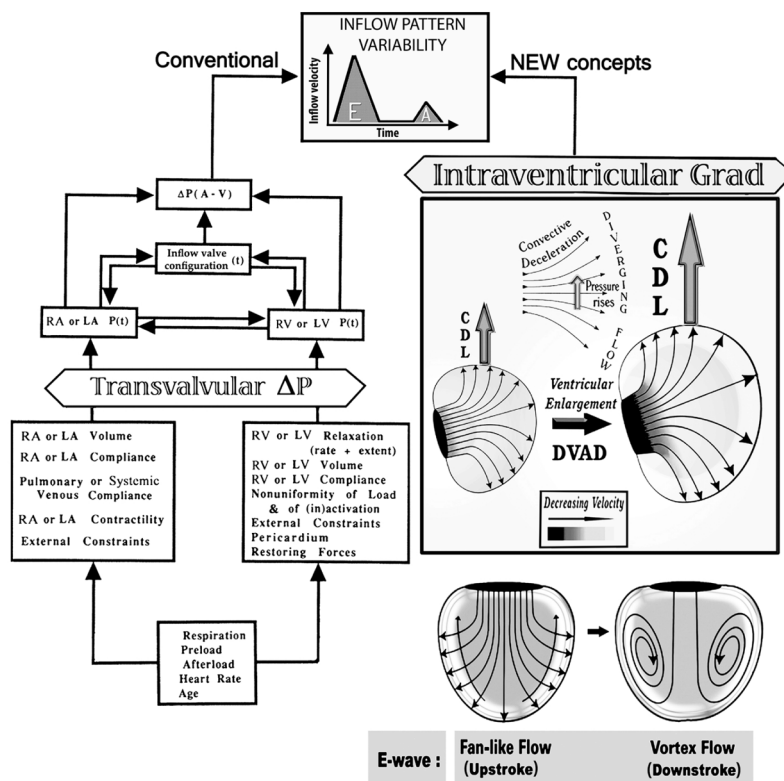 INFLOW PATTERN
VARIABILITY
Inflow velocity
E
A
Time
Conventional
NEW concepts
ΔP(A - V)
Inflow valve
configuration (t)
RA or LA P(t)
RV or LV P(t)
Transvalvular ΔP
RA or LA Volume
RA or LA Compliance
Pulmonary or Systemic
Venous Compliance
RA or LA Contractility
External Constraints
RV or LV Relaxation
(rate + extent)
RV or LV Volume
RV or LV Compliance
Nonuniformity of Load
& of (in)activation
External Constraints
Pericardium
Restoring Forces
Respiration
Preload
Afterload
Heart Rate
Age
Intraventricular Grad
Convective
Deceleration
DIVERGING
FLOW
Pressure
rises
CDL
CDL
Ventricular
Enlargement
DVAD
Decreasing Velocity
E-wave :
Fan-like Flow
(Upstroke)
Vortex Flow
(Downstroke)